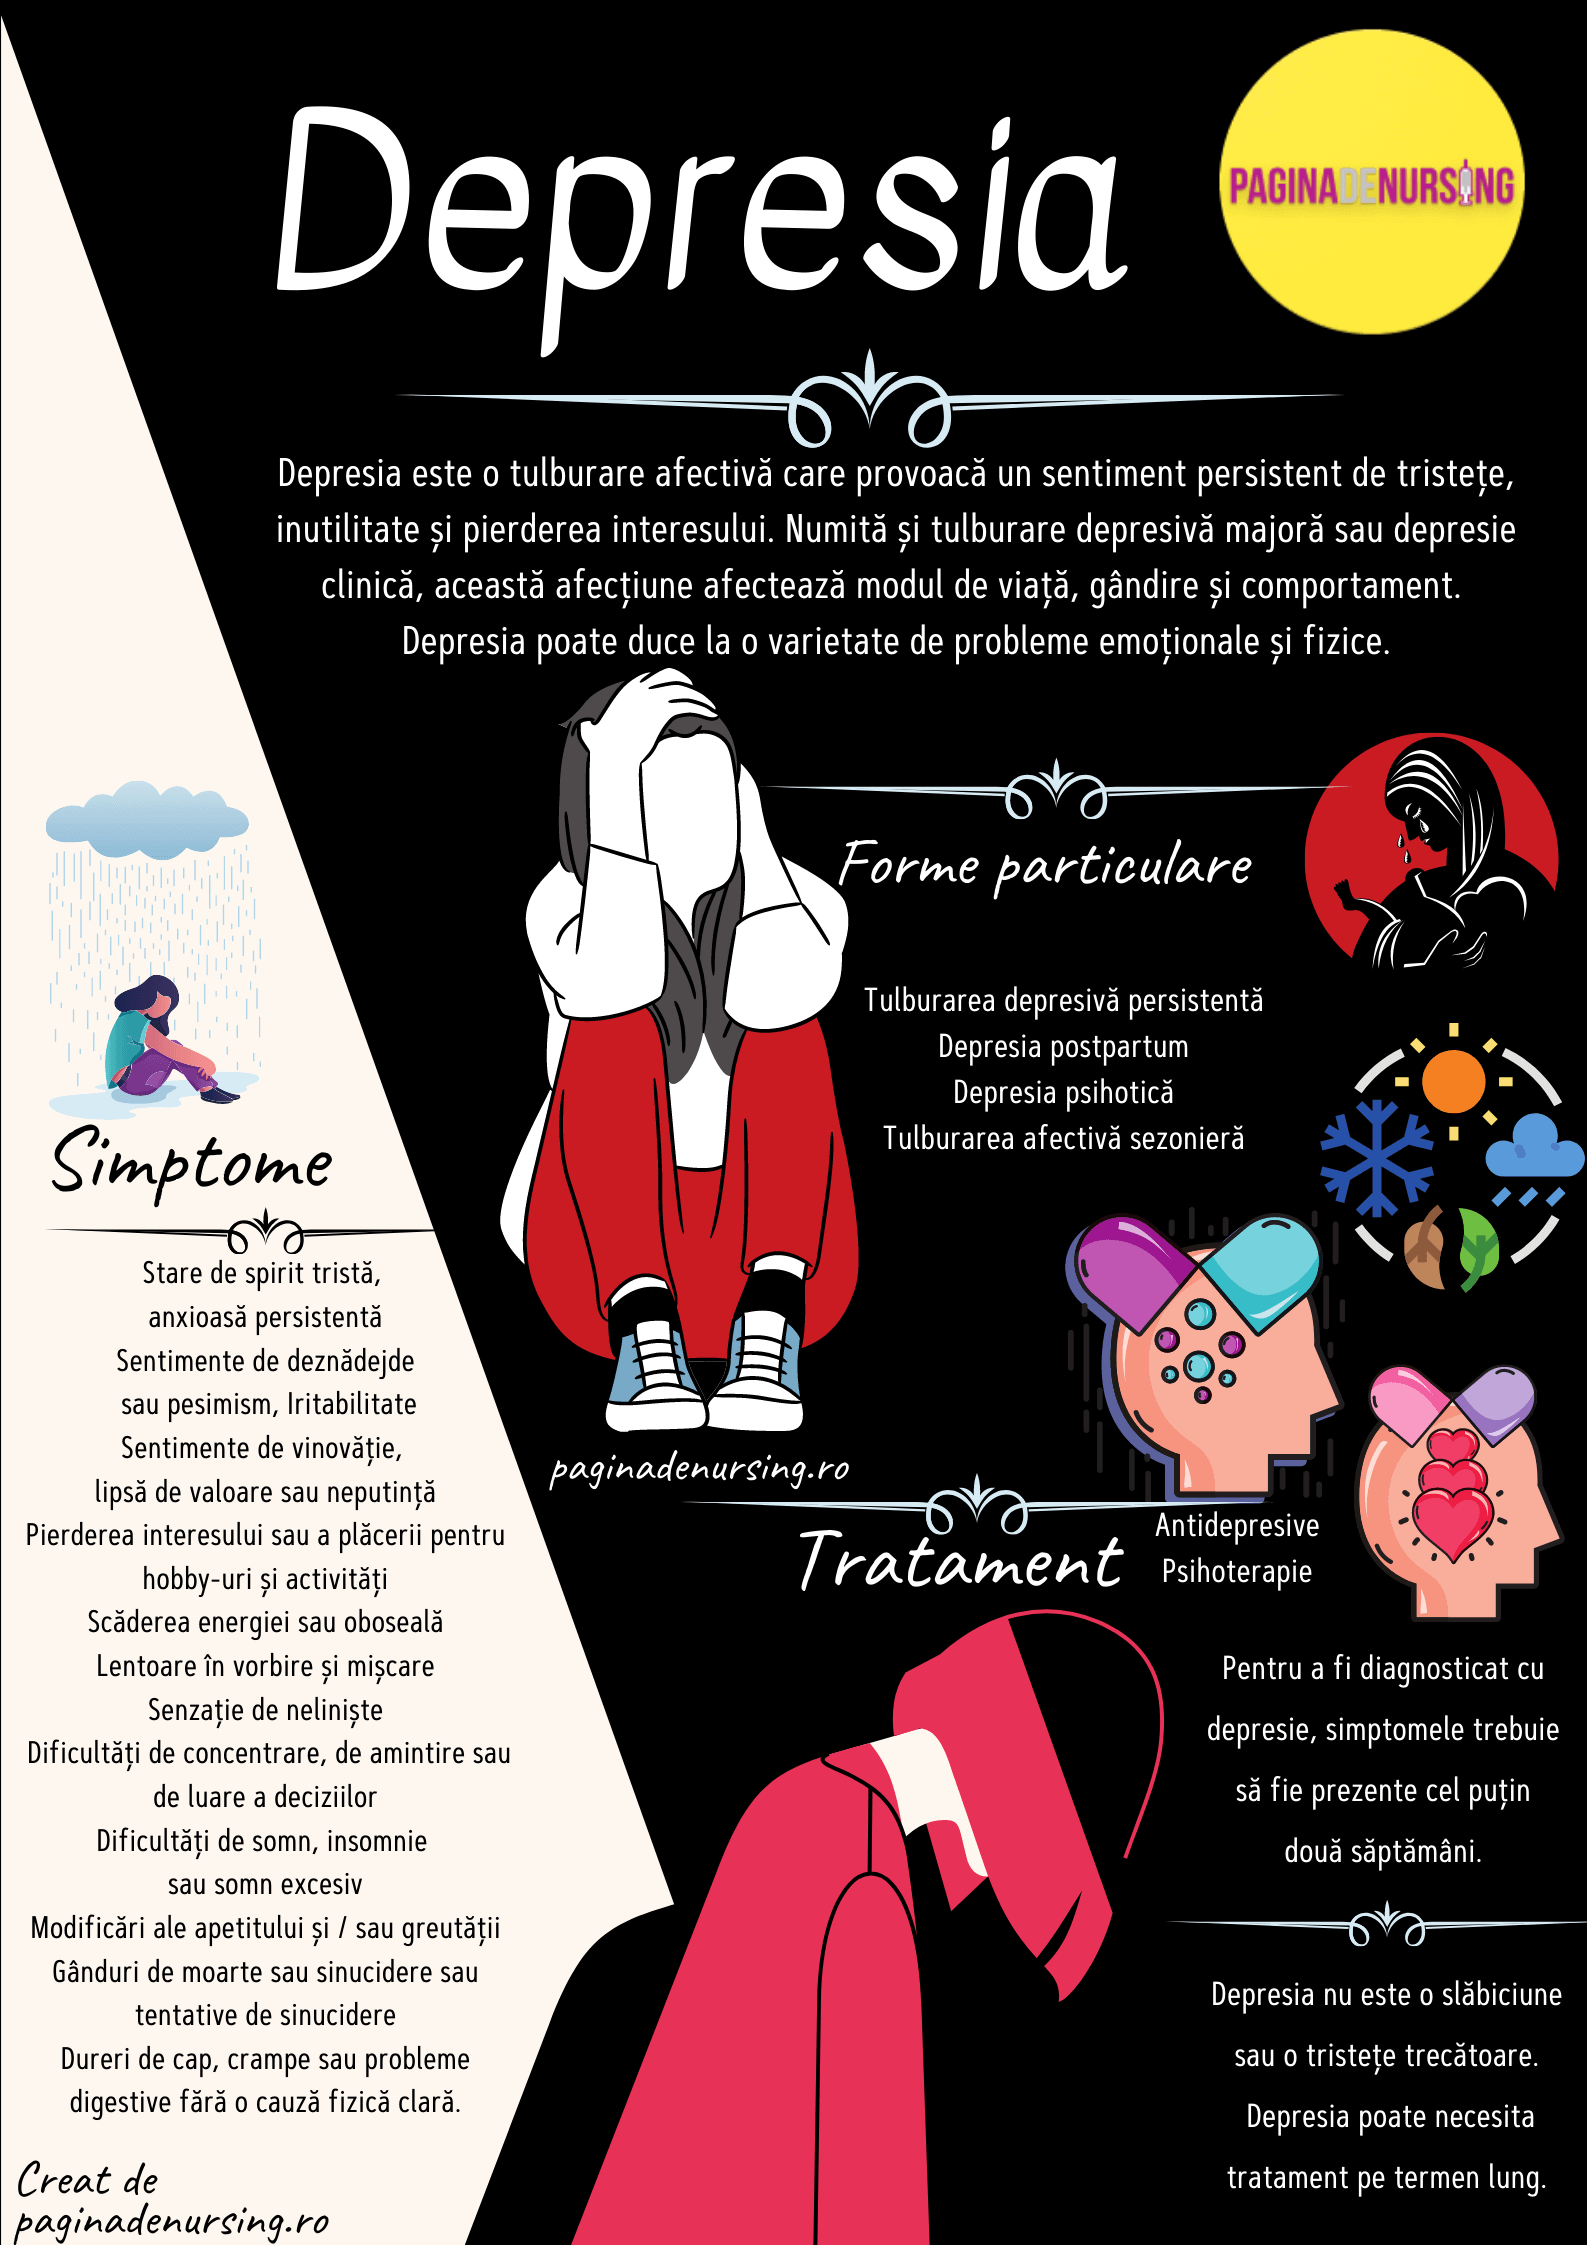 Depresia
PAGINADENURSING
Depresia este o tulburare afectivă care provoacă un sentiment persistent de tristețe,
inutilitate și pierderea interesului. Numită și tulburare depresivă majoră sau depresie
clinică, această afecțiune afectează modul de viață, gândire și comportament.
Depresia poate duce la o varietate de probleme emoționale și fizice.
Forme particulare
Tulburarea depresivă persistentă
Depresia postpartum
Depresia psihotică
Tulburarea afectivă sezonieră
Simptome
Stare de spirit tristă,
anxioasă persistentă
Sentimente de deznădejde
sau pesimism, Iritabilitate
Sentimente de vinovăție,
lipsă de valoare sau neputință
Pierderea interesului sau a plăcerii pentru
hobby-uri și activități
Scăderea energiei sau oboseală
Lentoare în vorbire și mișcare
Senzație de neliniște
Dificultăți de concentrare, de amintire sau
de luare a deciziilor
Dificultăți de somn, insomnie
sau somn excesiv
Modificări ale apetitului și / sau greutății
Gânduri de moarte sau sinucidere sau
tentative de sinucidere
Dureri de cap, crampe sau probleme
digestive fără o cauză fizică clară.
Creat de
paginadenursing.ro
paginadenursing.ro
Tratament
Antidepresive
Psihoterapie
Pentru a fi diagnosticat cu
depresie, simptomele trebuie
să fie prezente cel puțin
două săptămâni.
Depresia nu este o slăbiciune
sau o tristețe trecătoare.
Depresia poate necesita
tratament pe termen lung.